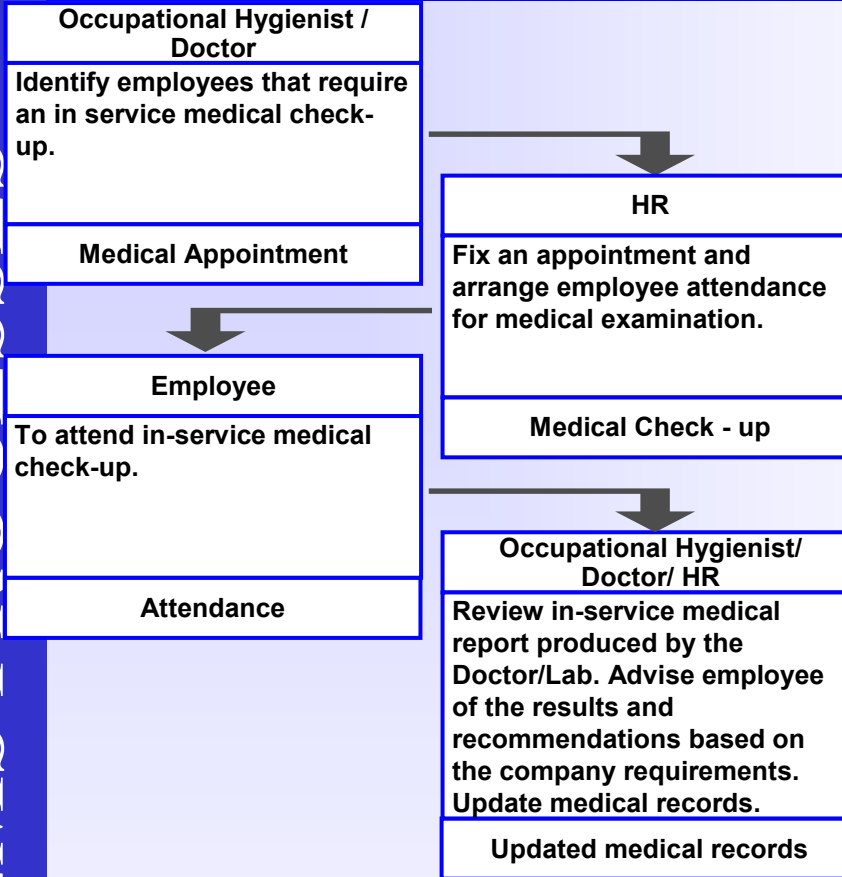 Occupational Hygienist /
Doctor
Identify employees that require
an in service medical check-
up.
Medical Appointment
HR
Fix an appointment and
arrange employee attendance
for medical examination.
Medical Check - up
Employee
To attend in-service medical
check-up.
Attendance
Occupational Hygienist/
Doctor/ HR
Review in-service medical
report produced by the
Doctor/Lab. Advise employee
of the results and
recommendations based on
the company requirements.
Update medical records.
Updated medical records